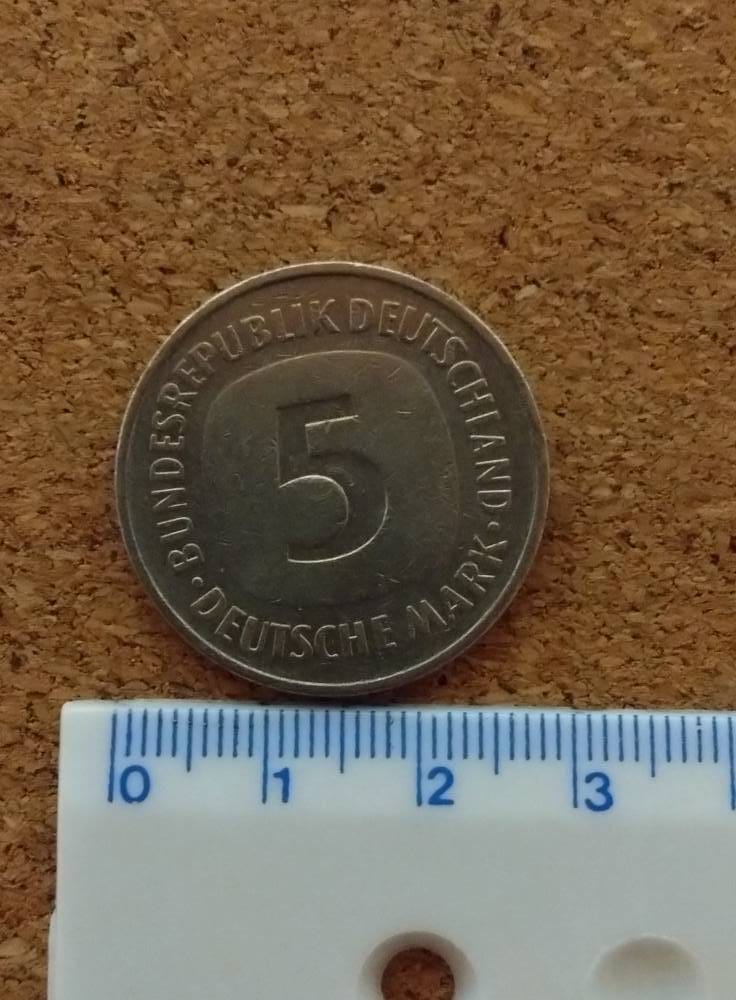 BUNDESREPUBLIK DEUTSCHLAND
5
· DEUTSCHE MARK ·
0 1 2 3